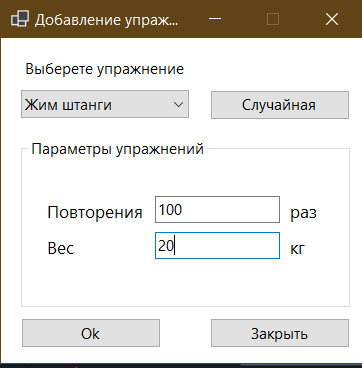 Добавление упраж...
Выберете упражнение
Жим штанги
Случайная
Параметры упражнений
Повторения 100 раз
Вес 20 кг
Ok Закрыть